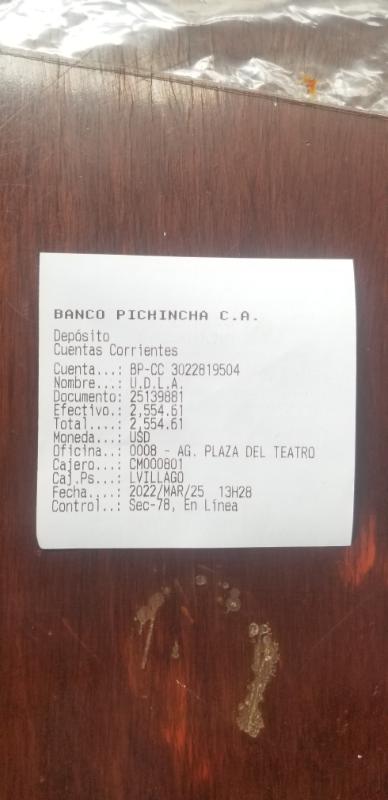 BANCO PICHINCHA C.A.
Depósito
Cuentas Corrientes
Cuenta...: BP-CC 3022819504
Nombre...: U.D.L.A.
Documento: 25139881
Efectivo.: 2,554.61
Total....: 2,554.61
Moneda...: USD
Oficina..: 0008 - AG. PLAZA DEL TEATRO
Cajero...: CM000801
Caj.Ps...: LVILLAGO
Fecha....: 2022/MAR/25 13H28
Control..: Sec-78, En Línea